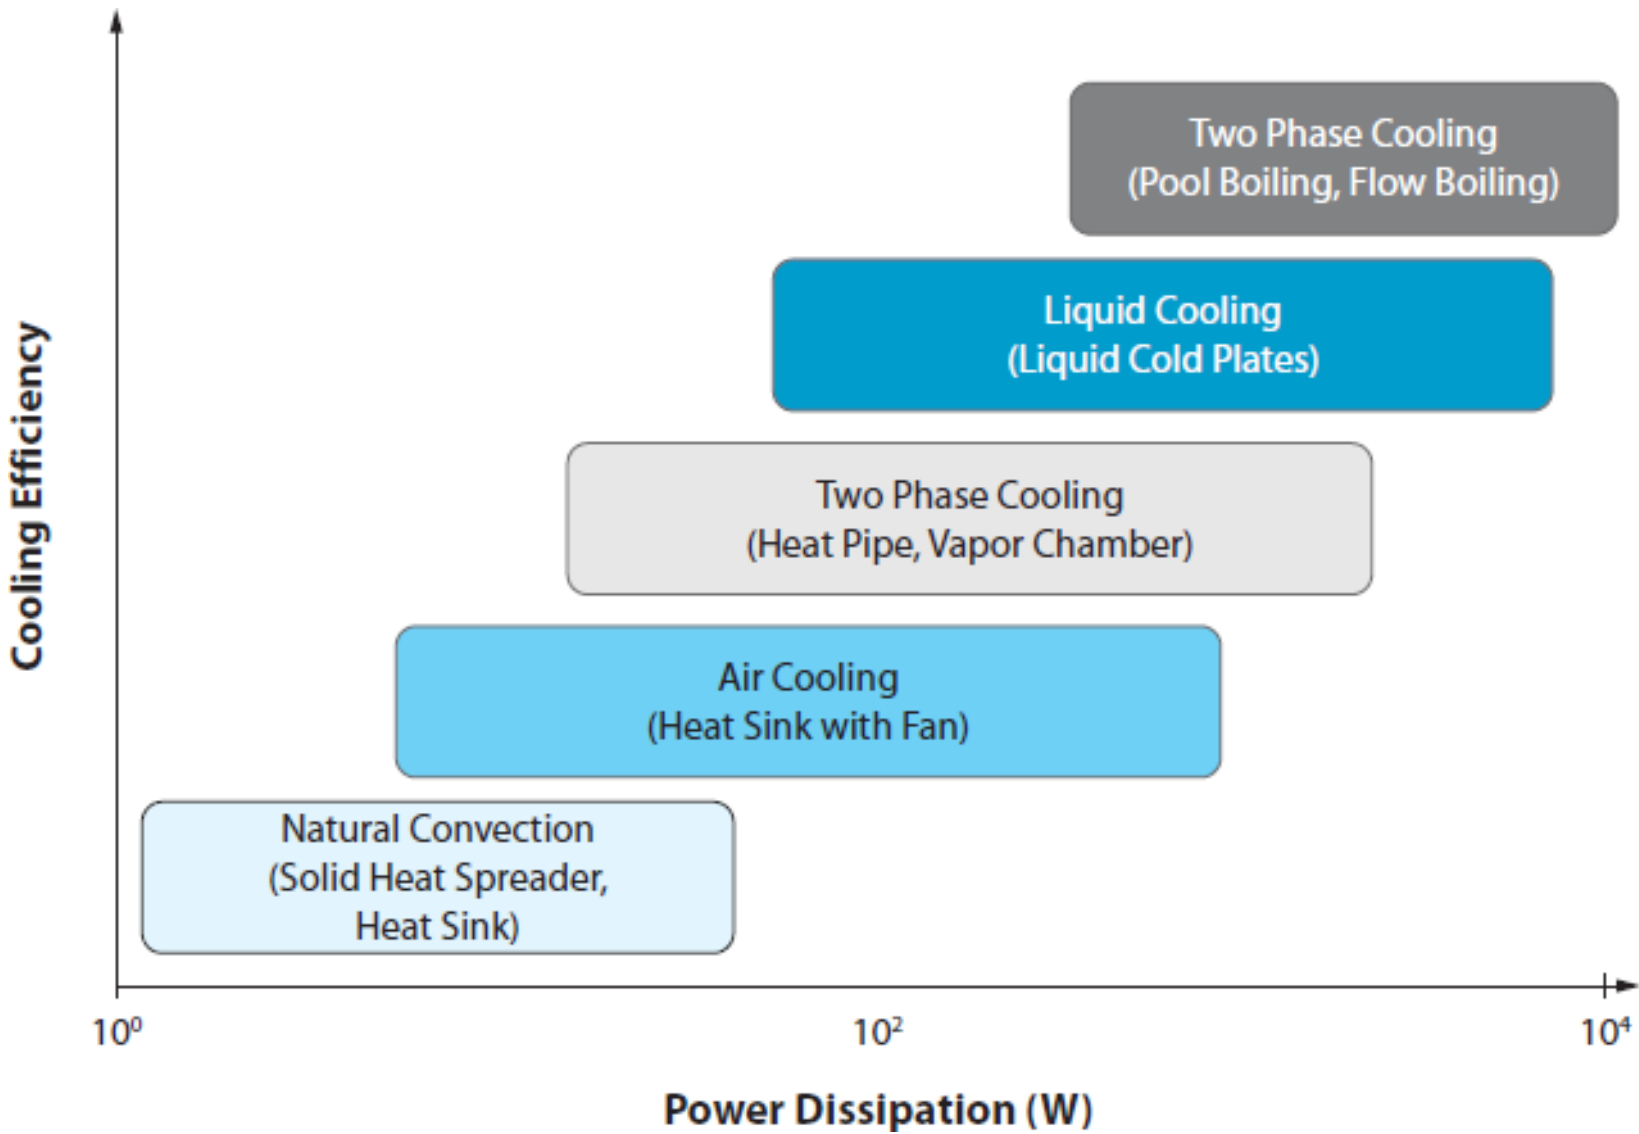 Two Phase Cooling
(Pool Boiling, Flow Boiling)
Liquid Cooling
(Liquid Cold Plates)
Cooling Efficiency
Two Phase Cooling
(Heat Pipe, Vapor Chamber)
Air Cooling
(Heat Sink with Fan)
Natural Convection
(Solid Heat Spreader,
Heat Sink)
10⁰ 10² 10⁴
Power Dissipation (W)